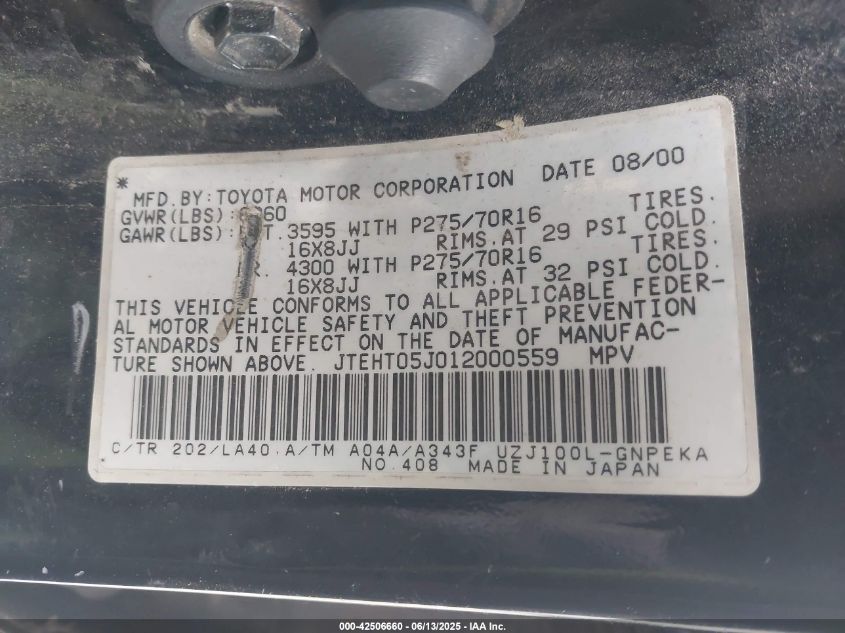 * MFD. BY: TOYOTA MOTOR CORPORATION DATE 08/00
GVWR(LBS): 60
GAWR(LBS): T. 3595 WITH P275/70R16 TIRES.
16X8JJ RIMS. AT 29 PSI COLD.
R. 4300 WITH P275/70R16 TIRES.
16X8JJ RIMS. AT 32 PSI COLD.
THIS VEHICLE CONFORMS TO ALL APPLICABLE FEDER-
AL MOTOR VEHICLE SAFETY AND THEFT PREVENTION
STANDARDS IN EFFECT ON THE DATE OF MANUFAC-
TURE SHOWN ABOVE. JTEHT05J012000559 MPV
C/TR 202/LA40 A/TM A04A/A343F UZJ100L-GNPEKA
NO. 408 MADE IN JAPAN
000-42506660 - 06/13/2025 - IAA Inc.